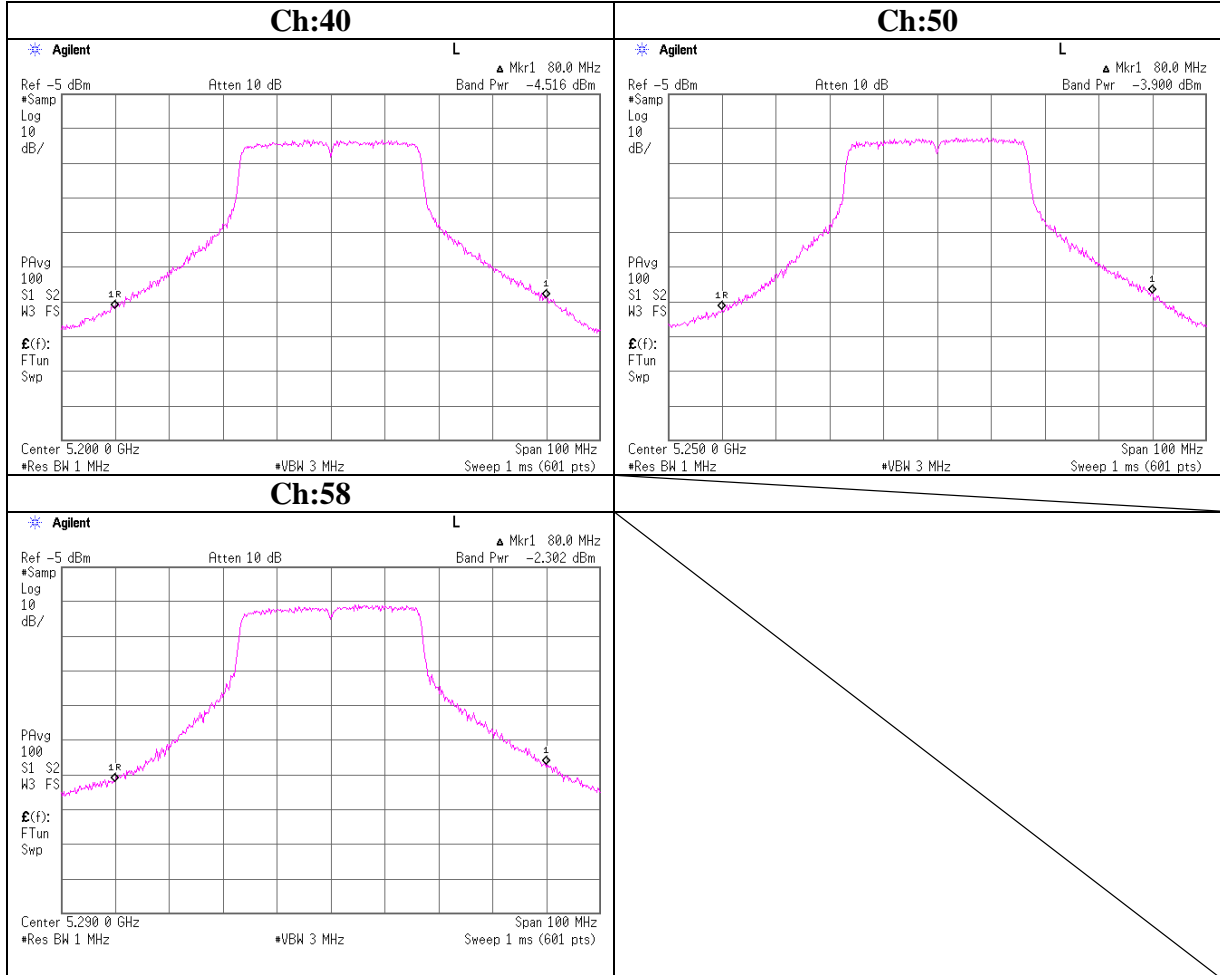 Ch:40
Agilent L
Δ Mkr1 80.0 MHz
Ref -5 dBm Atten 10 dB Band Pwr -4.516 dBm
#Samp
Log
10
dB/
PAvg
100
S1 S2
W3 FS
£(f):
FTun
Swp
1R
1
Center 5.200 0 GHz Span 100 MHz
#Res BW 1 MHz #VBW 3 MHz Sweep 1 ms (601 pts)
Ch:50
Agilent L
Δ Mkr1 80.0 MHz
Ref -5 dBm Atten 10 dB Band Pwr -3.900 dBm
#Samp
Log
10
dB/
PAvg
100
S1 S2
W3 FS
£(f):
FTun
Swp
1R
1
Center 5.250 0 GHz Span 100 MHz
#Res BW 1 MHz #VBW 3 MHz Sweep 1 ms (601 pts)
Ch:58
Agilent L
Δ Mkr1 80.0 MHz
Ref -5 dBm Atten 10 dB Band Pwr -2.302 dBm
#Samp
Log
10
dB/
PAvg
100
S1 S2
W3 FS
£(f):
FTun
Swp
1R
1
Center 5.290 0 GHz Span 100 MHz
#Res BW 1 MHz #VBW 3 MHz Sweep 1 ms (601 pts)